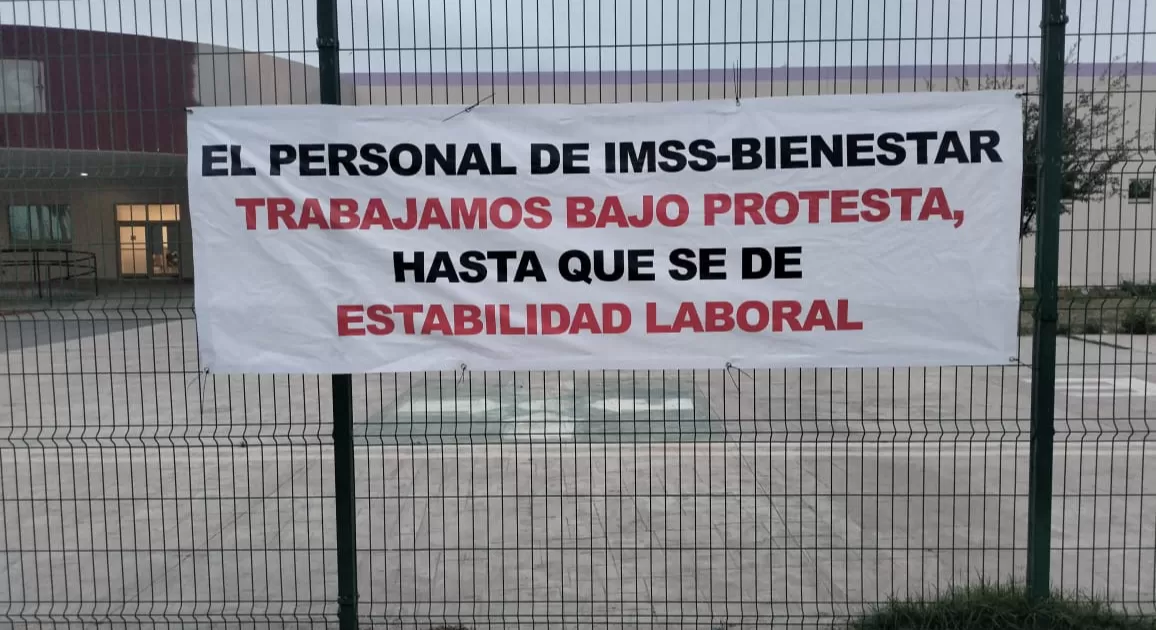 EL PERSONAL DE IMSS-BIENESTAR
TRABAJAMOS BAJO PROTESTA,
HASTA QUE SE DE
ESTABILIDAD LABORAL